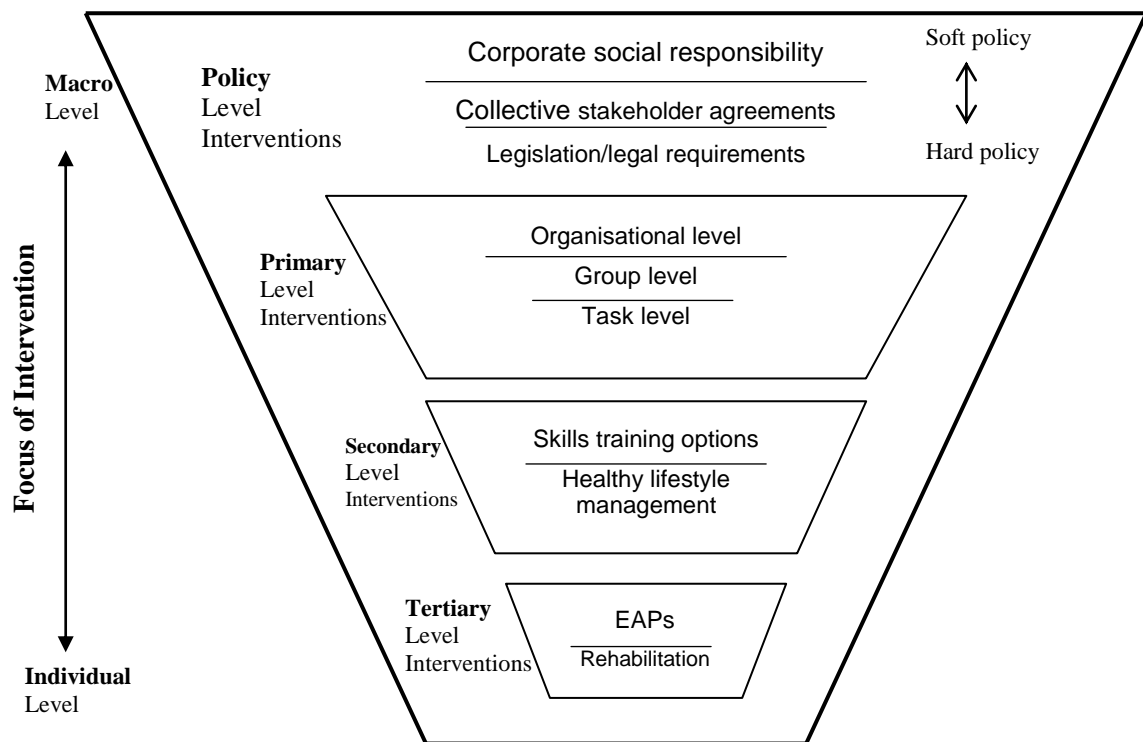 Corporate social responsibility
Soft policy
Macro
Level
Policy
Level
Interventions
Collective stakeholder agreements
Legislation/legal requirements
Hard policy
Focus of Intervention
Primary
Level
Interventions
Organisational level
Group level
Task level
Secondary
Level
Interventions
Skills training options
Healthy lifestyle
management
Tertiary
Level
Interventions
EAPs
Rehabilitation
Individual
Level